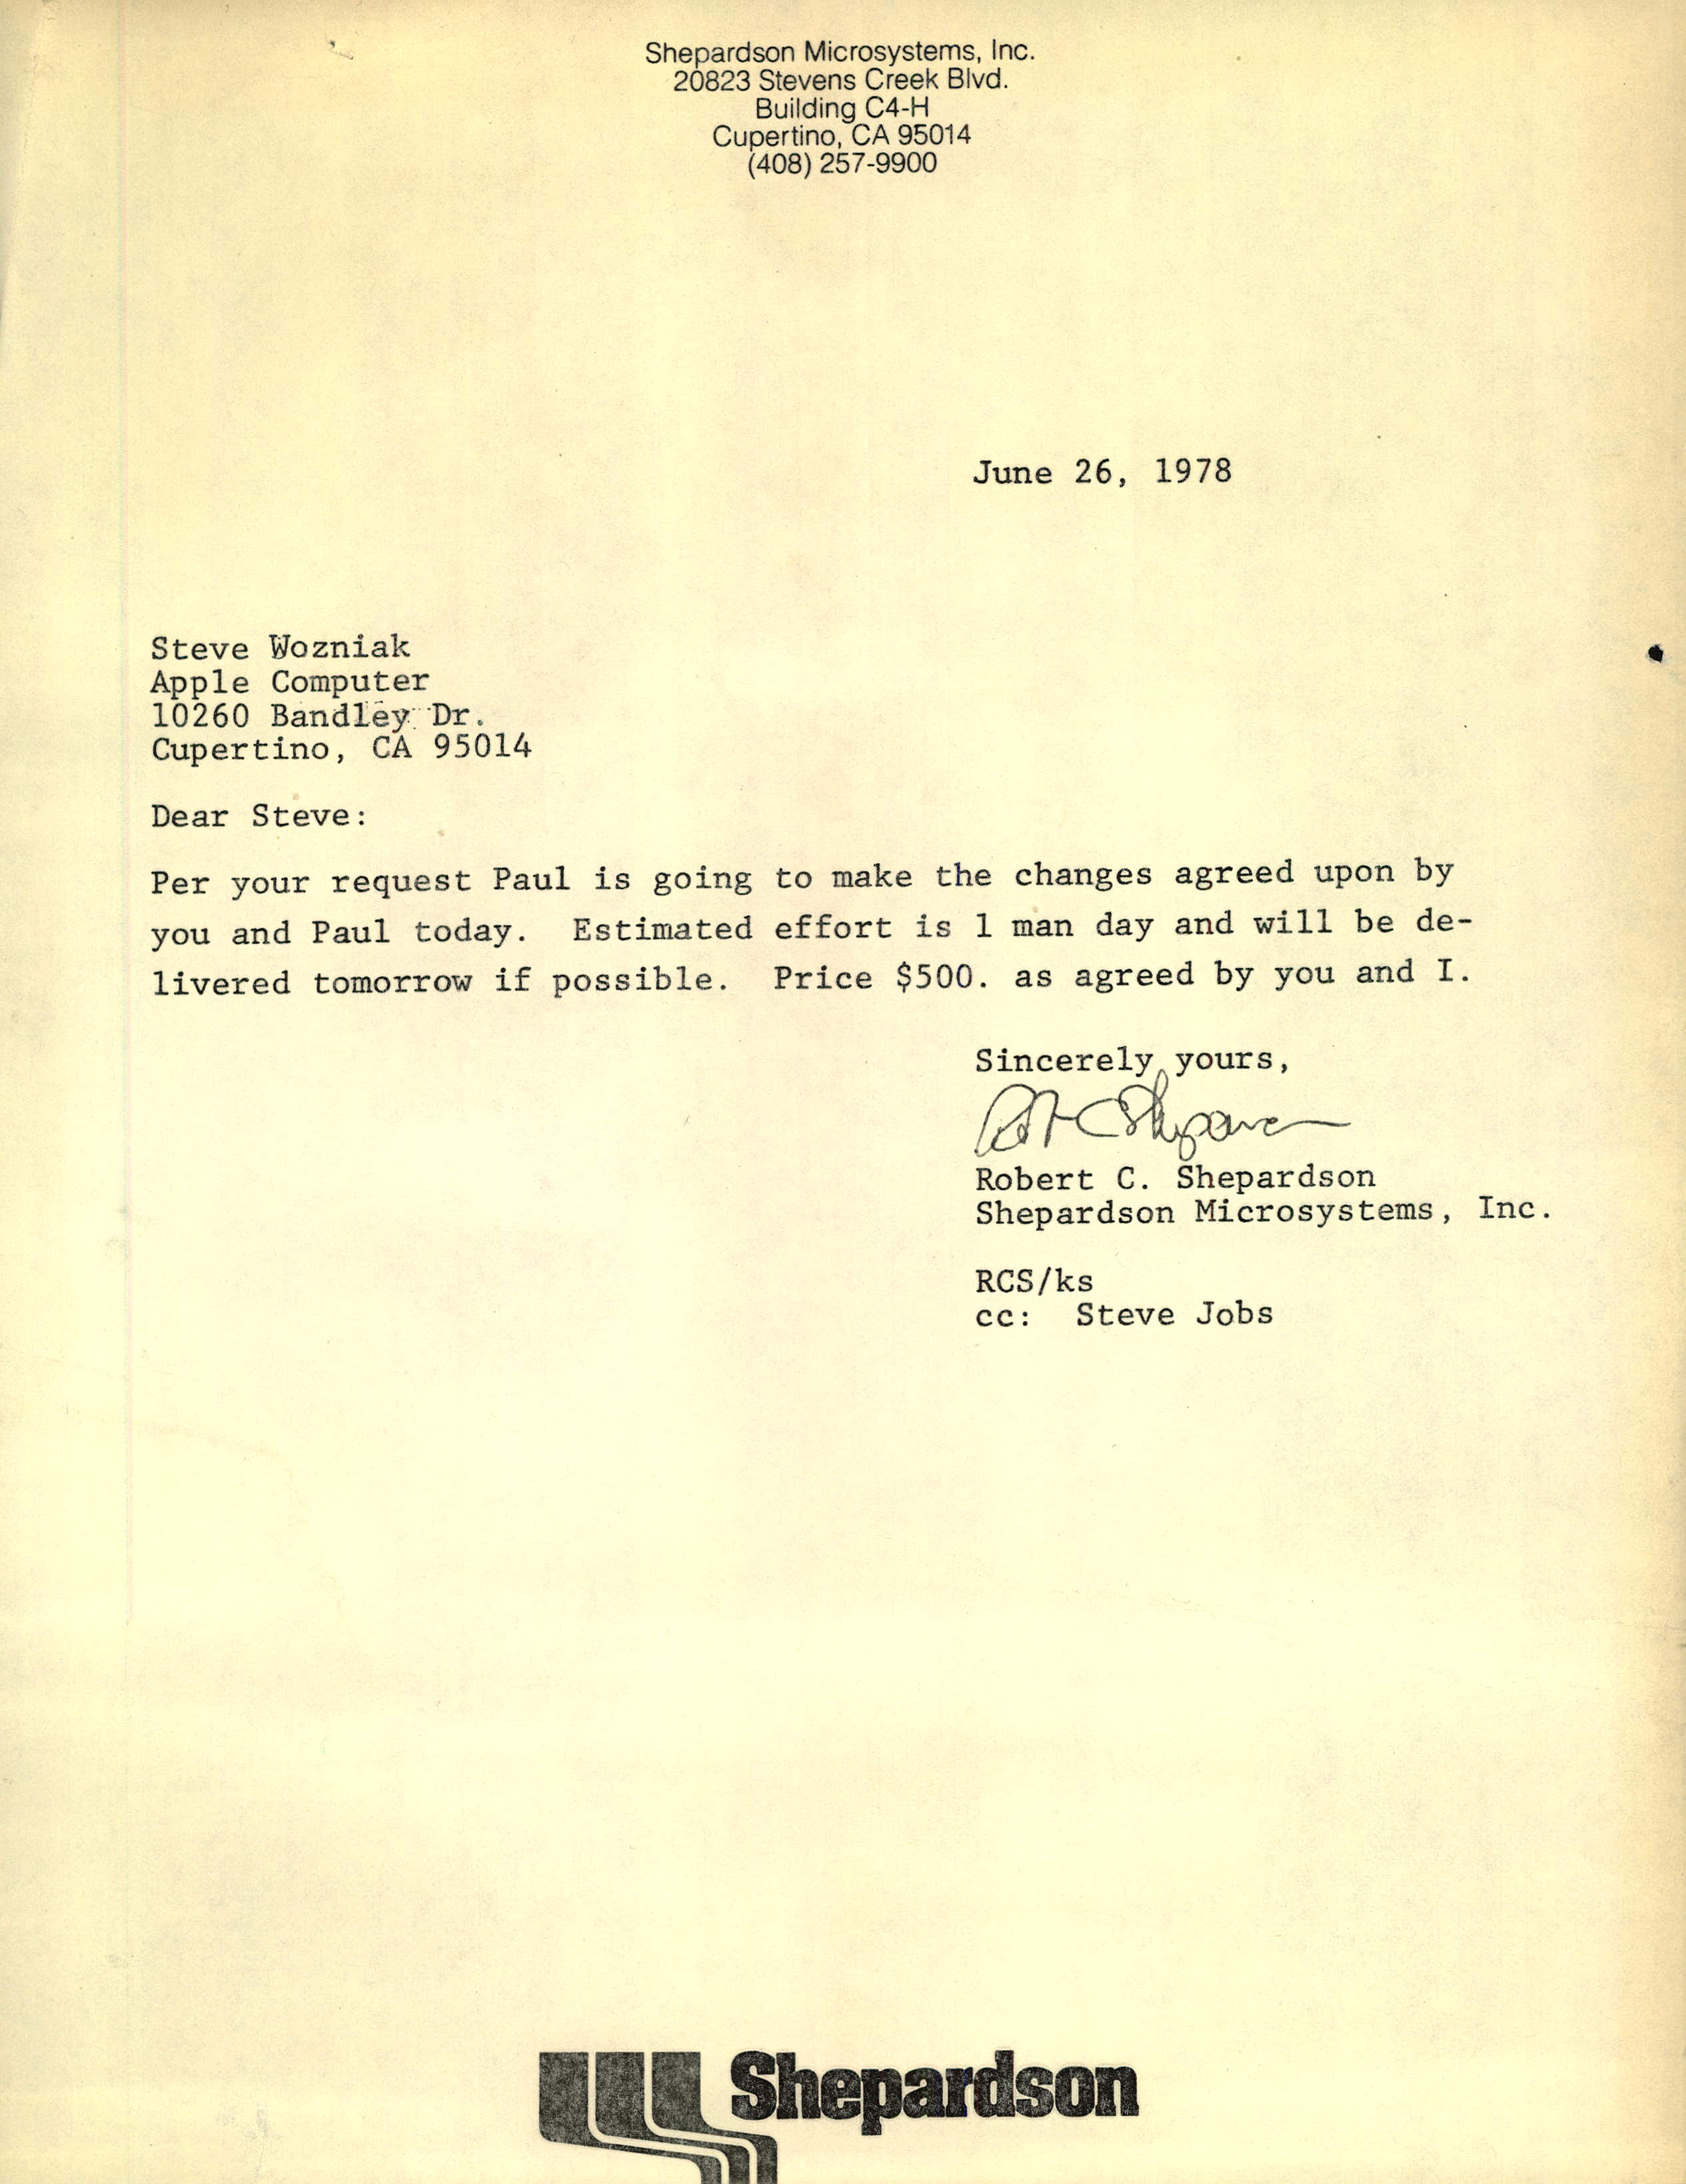 Shepardson Microsystems, Inc.
20823 Stevens Creek Blvd.
Building C4-H
Cupertino, CA 95014
(408) 257-9900
June 26, 1978
Steve Wozniak
Apple Computer
10260 Bandley Dr.
Cupertino, CA 95014
Dear Steve:
Per your request Paul is going to make the changes agreed upon by
you and Paul today.  Estimated effort is 1 man day and will be de-
livered tomorrow if possible.  Price $500. as agreed by you and I.
Sincerely yours,
Robert C. Shepardson
Shepardson Microsystems, Inc.
RCS/ks
cc:  Steve Jobs
Shepardson